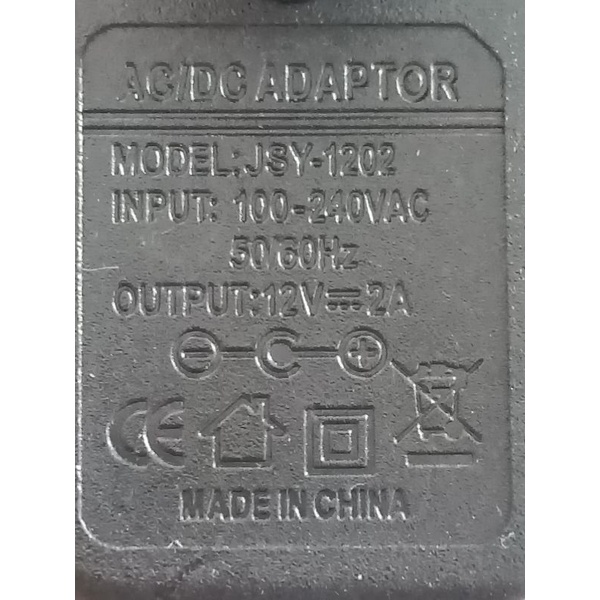 AC/DC ADAPTOR
MODEL:JSY-1202
INPUT: 100-240VAC
50/60Hz
OUTPUT:12V⎓2A
CE
MADE IN CHINA